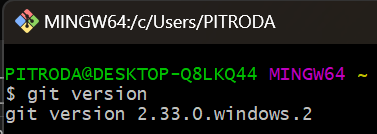 MINGW64:/c/Users/PITRODA
PITRODA@DESKTOP-Q8LKQ44 MINGW64 ~
$ git version
git version 2.33.0.windows.2